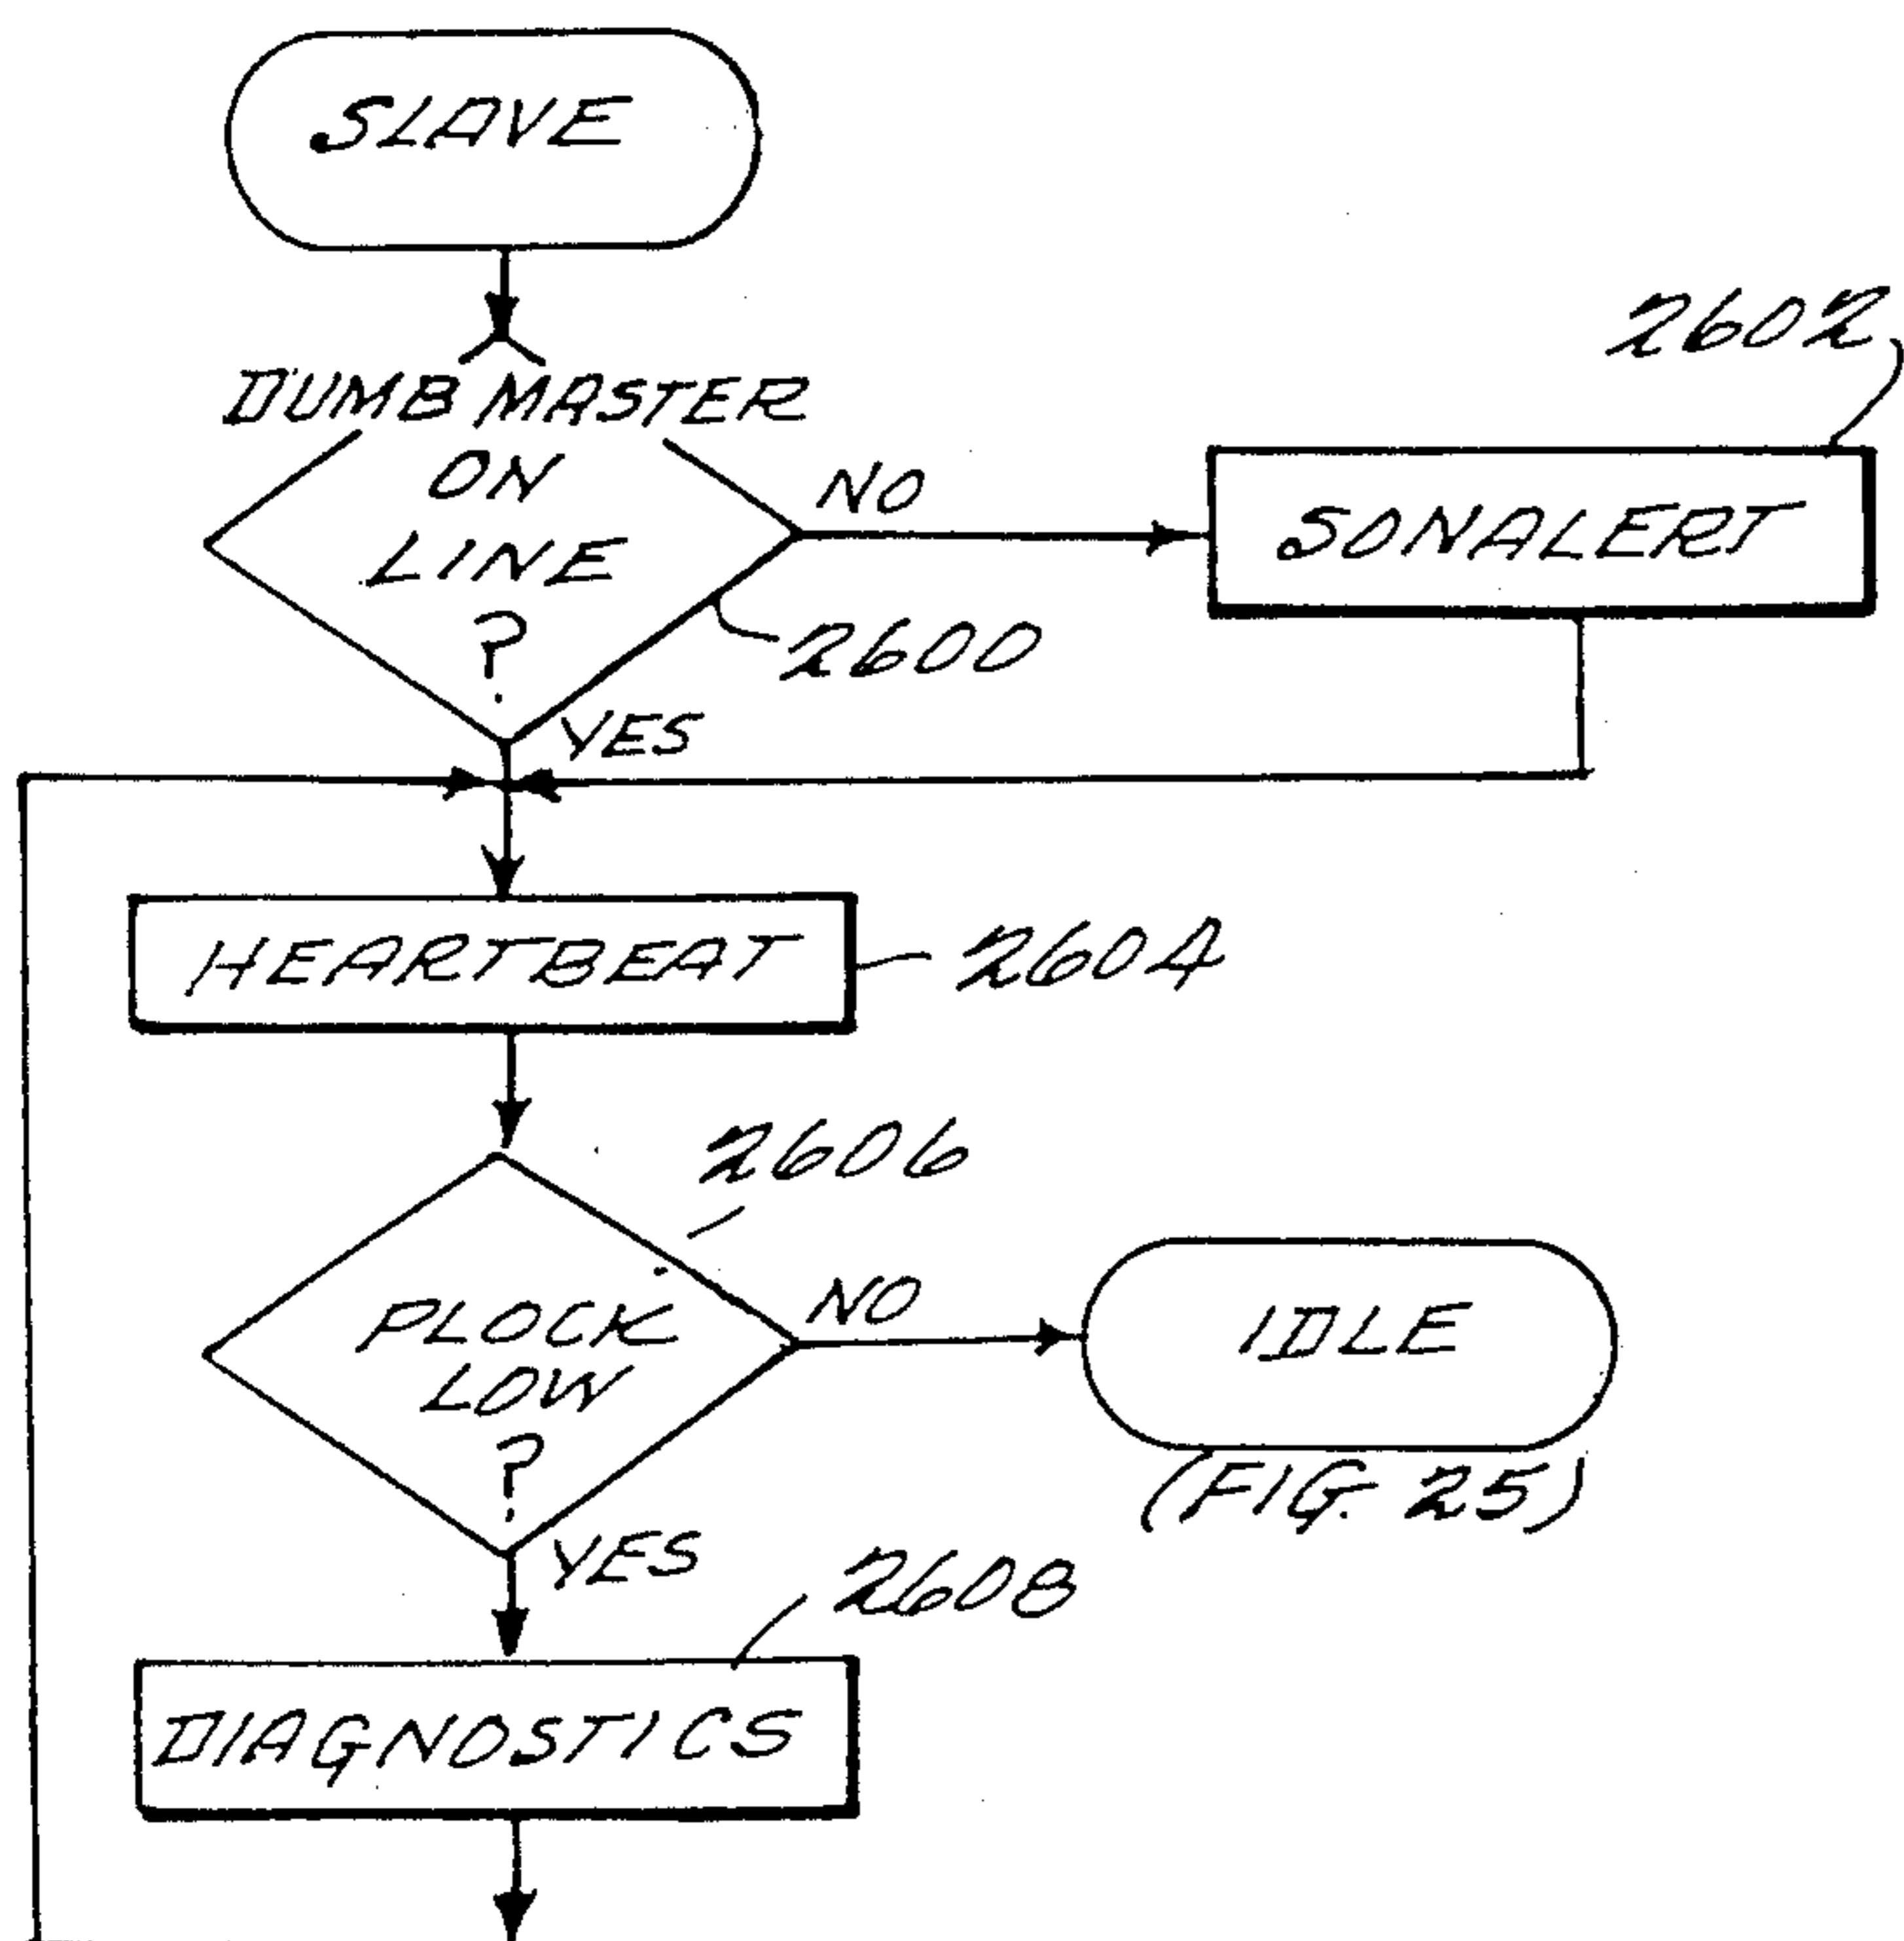 SLAVE
2602
DUMB MASTER
ON
LINE
?
NO
SONALERT
2600
YES
HEARTBEAT
2604
2606
PLOCK
LOW
?
NO
IDLE
(FIG. 25)
YES
2608
DIAGNOSTICS